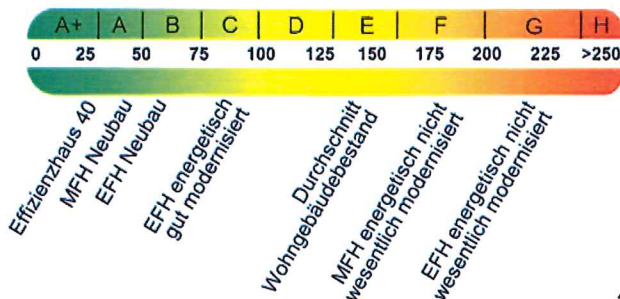 A+ A B C D E F G H
0 25 50 75 100 125 150 175 200 225 >250
Effizienzhaus 40
MFH Neubau
EFH Neubau
EFH energetisch
gut modernisiert
Durchschnitt
Wohngebäudebestand
MFH energetisch nicht
wesentlich modernisiert
EFH energetisch nicht
wesentlich modernisiert